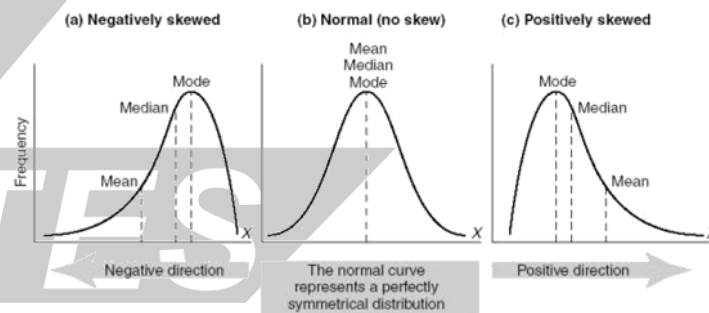 (a) Negatively skewed
(b) Normal (no skew)
(c) Positively skewed
Frequency
Mode
Median
Mean
X
Negative direction
Mean
Median
Mode
X
The normal curve
represents a perfectly
symmetrical distribution
Mode
Median
Mean
Positive direction